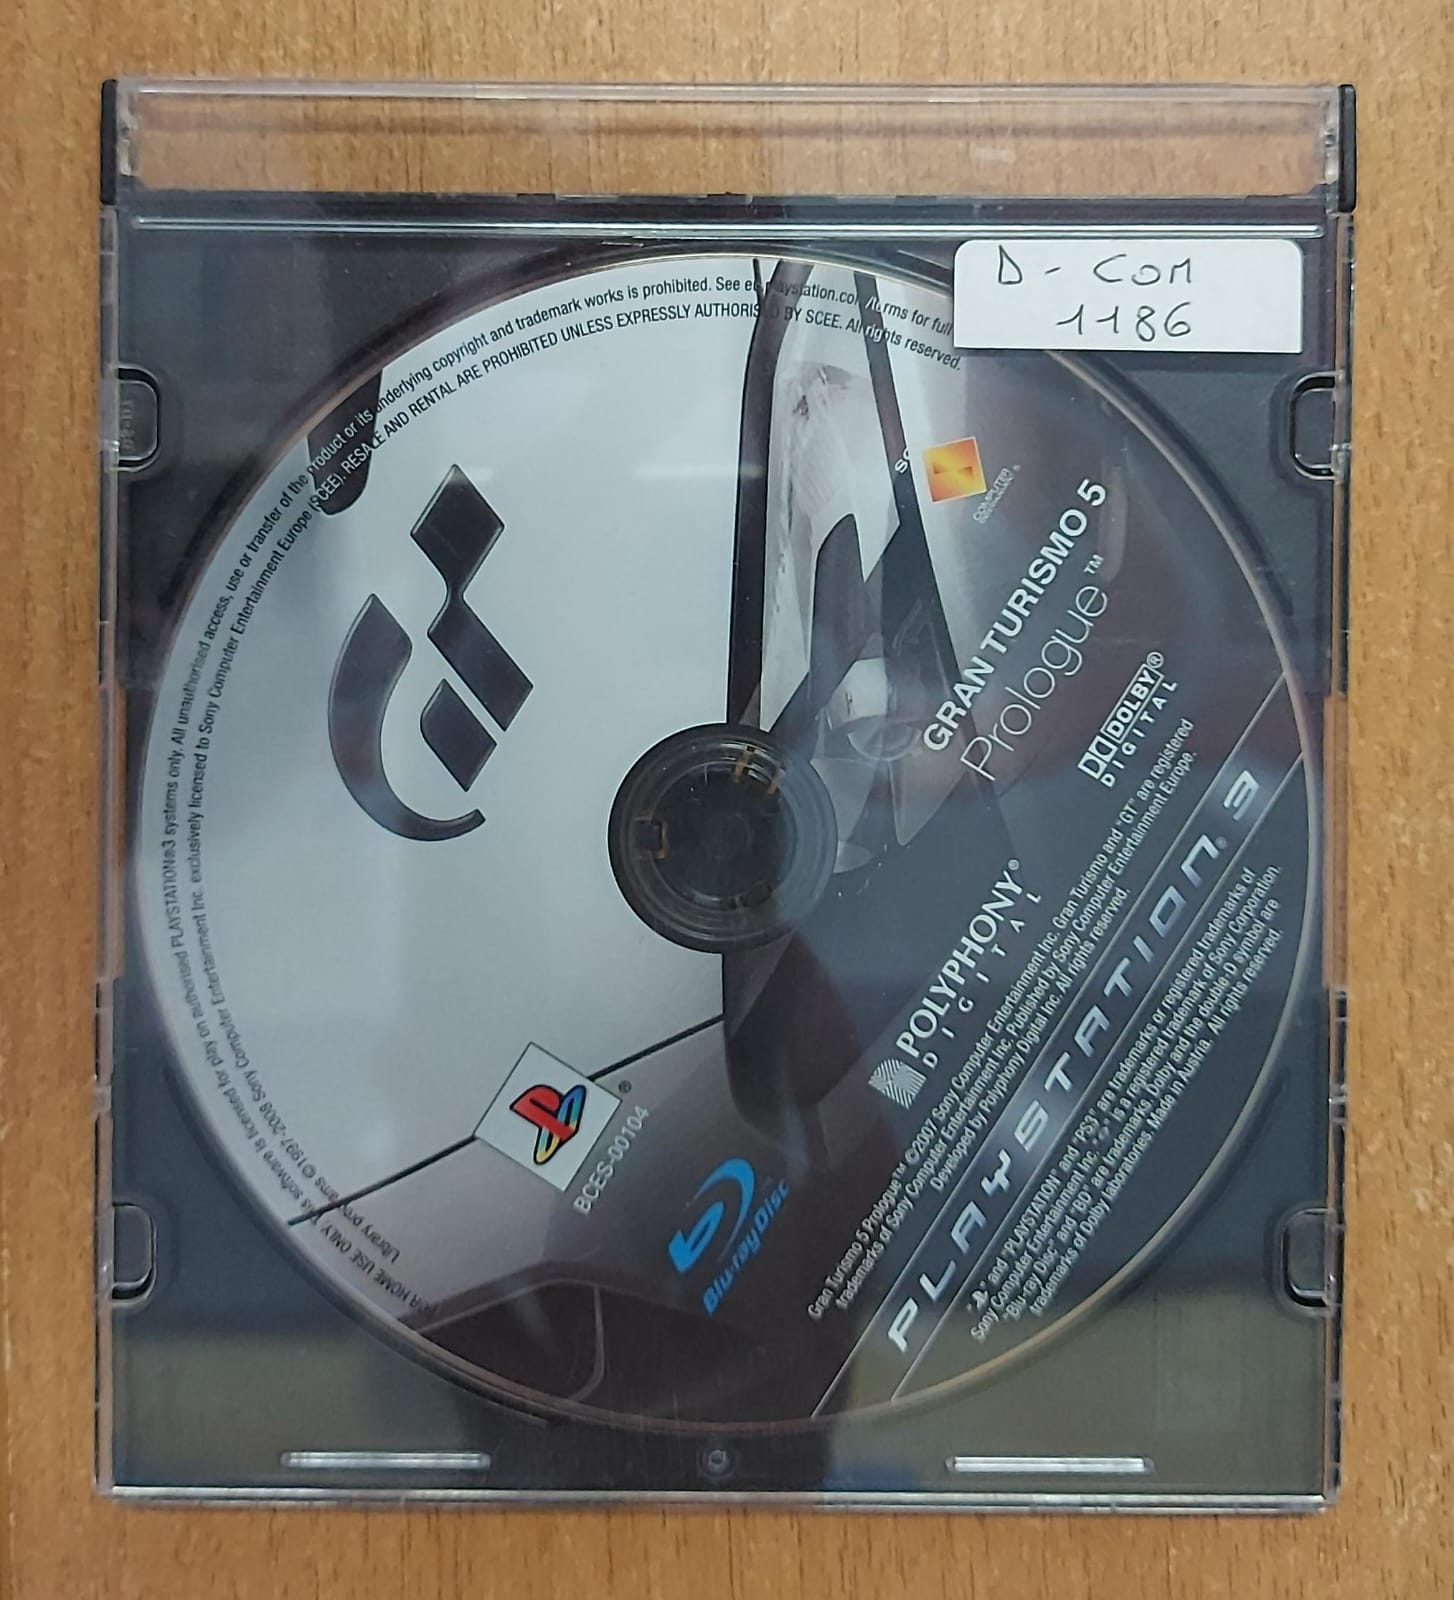 D - COM
1186
FOR HOME USE ONLY. This software is licensed for play on authorised PLAYSTATION®3 systems only. All unauthorised access, use or transfer of the product or its underlying copyright and trademark works is prohibited. See eu.playstation.com/terms for full
Library programs ©1997-2008 Sony Computer Entertainment Inc. exclusively licensed to Sony Computer Entertainment Europe (SCEE). RESALE AND RENTAL ARE PROHIBITED UNLESS EXPRESSLY AUTHORISED BY SCEE. All rights reserved.
COMPUTER
GRAN TURISMO 5
Prologue™
DOLBY®
DIGITAL
POLYPHONY®
DIGITAL
BCES-00104
Blu-ray Disc
Gran Turismo 5 Prologue™ ©2007 Sony Computer Entertainment Inc. Gran Turismo and "GT" are registered
trademarks of Sony Computer Entertainment Inc. Published by Sony Computer Entertainment Europe.
Developed by Polyphony Digital Inc. All rights reserved.
PLAYSTATION®3
" " and "PLAYSTATION" and "PS3" are trademarks or registered trademarks of
Sony Computer Entertainment Inc. " " is a registered trademark of Sony Corporation.
"Blu-ray Disc" and "BD" are trademarks. Dolby and the double-D symbol are
trademarks of Dolby laboratories. Made in Austria. All rights reserved.